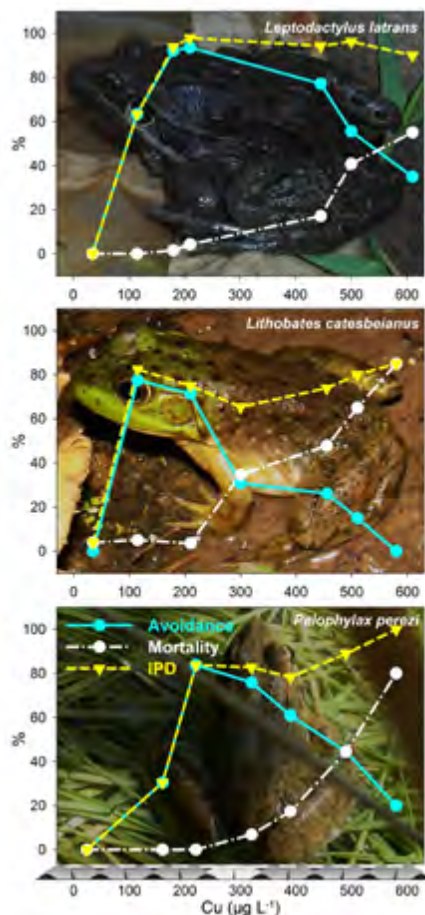 Leptodactylus latrans
100
80
60
40
20
0
%
0 100 200 300 400 500 600
Lithobates catesbeianus
100
80
60
40
20
0
%
0 100 200 300 400 500 600
Pelophylax perezi
Avoidance
Mortality
IPD
100
80
60
40
20
0
%
0 100 200 300 400 500 600
Cu (µg L⁻¹)